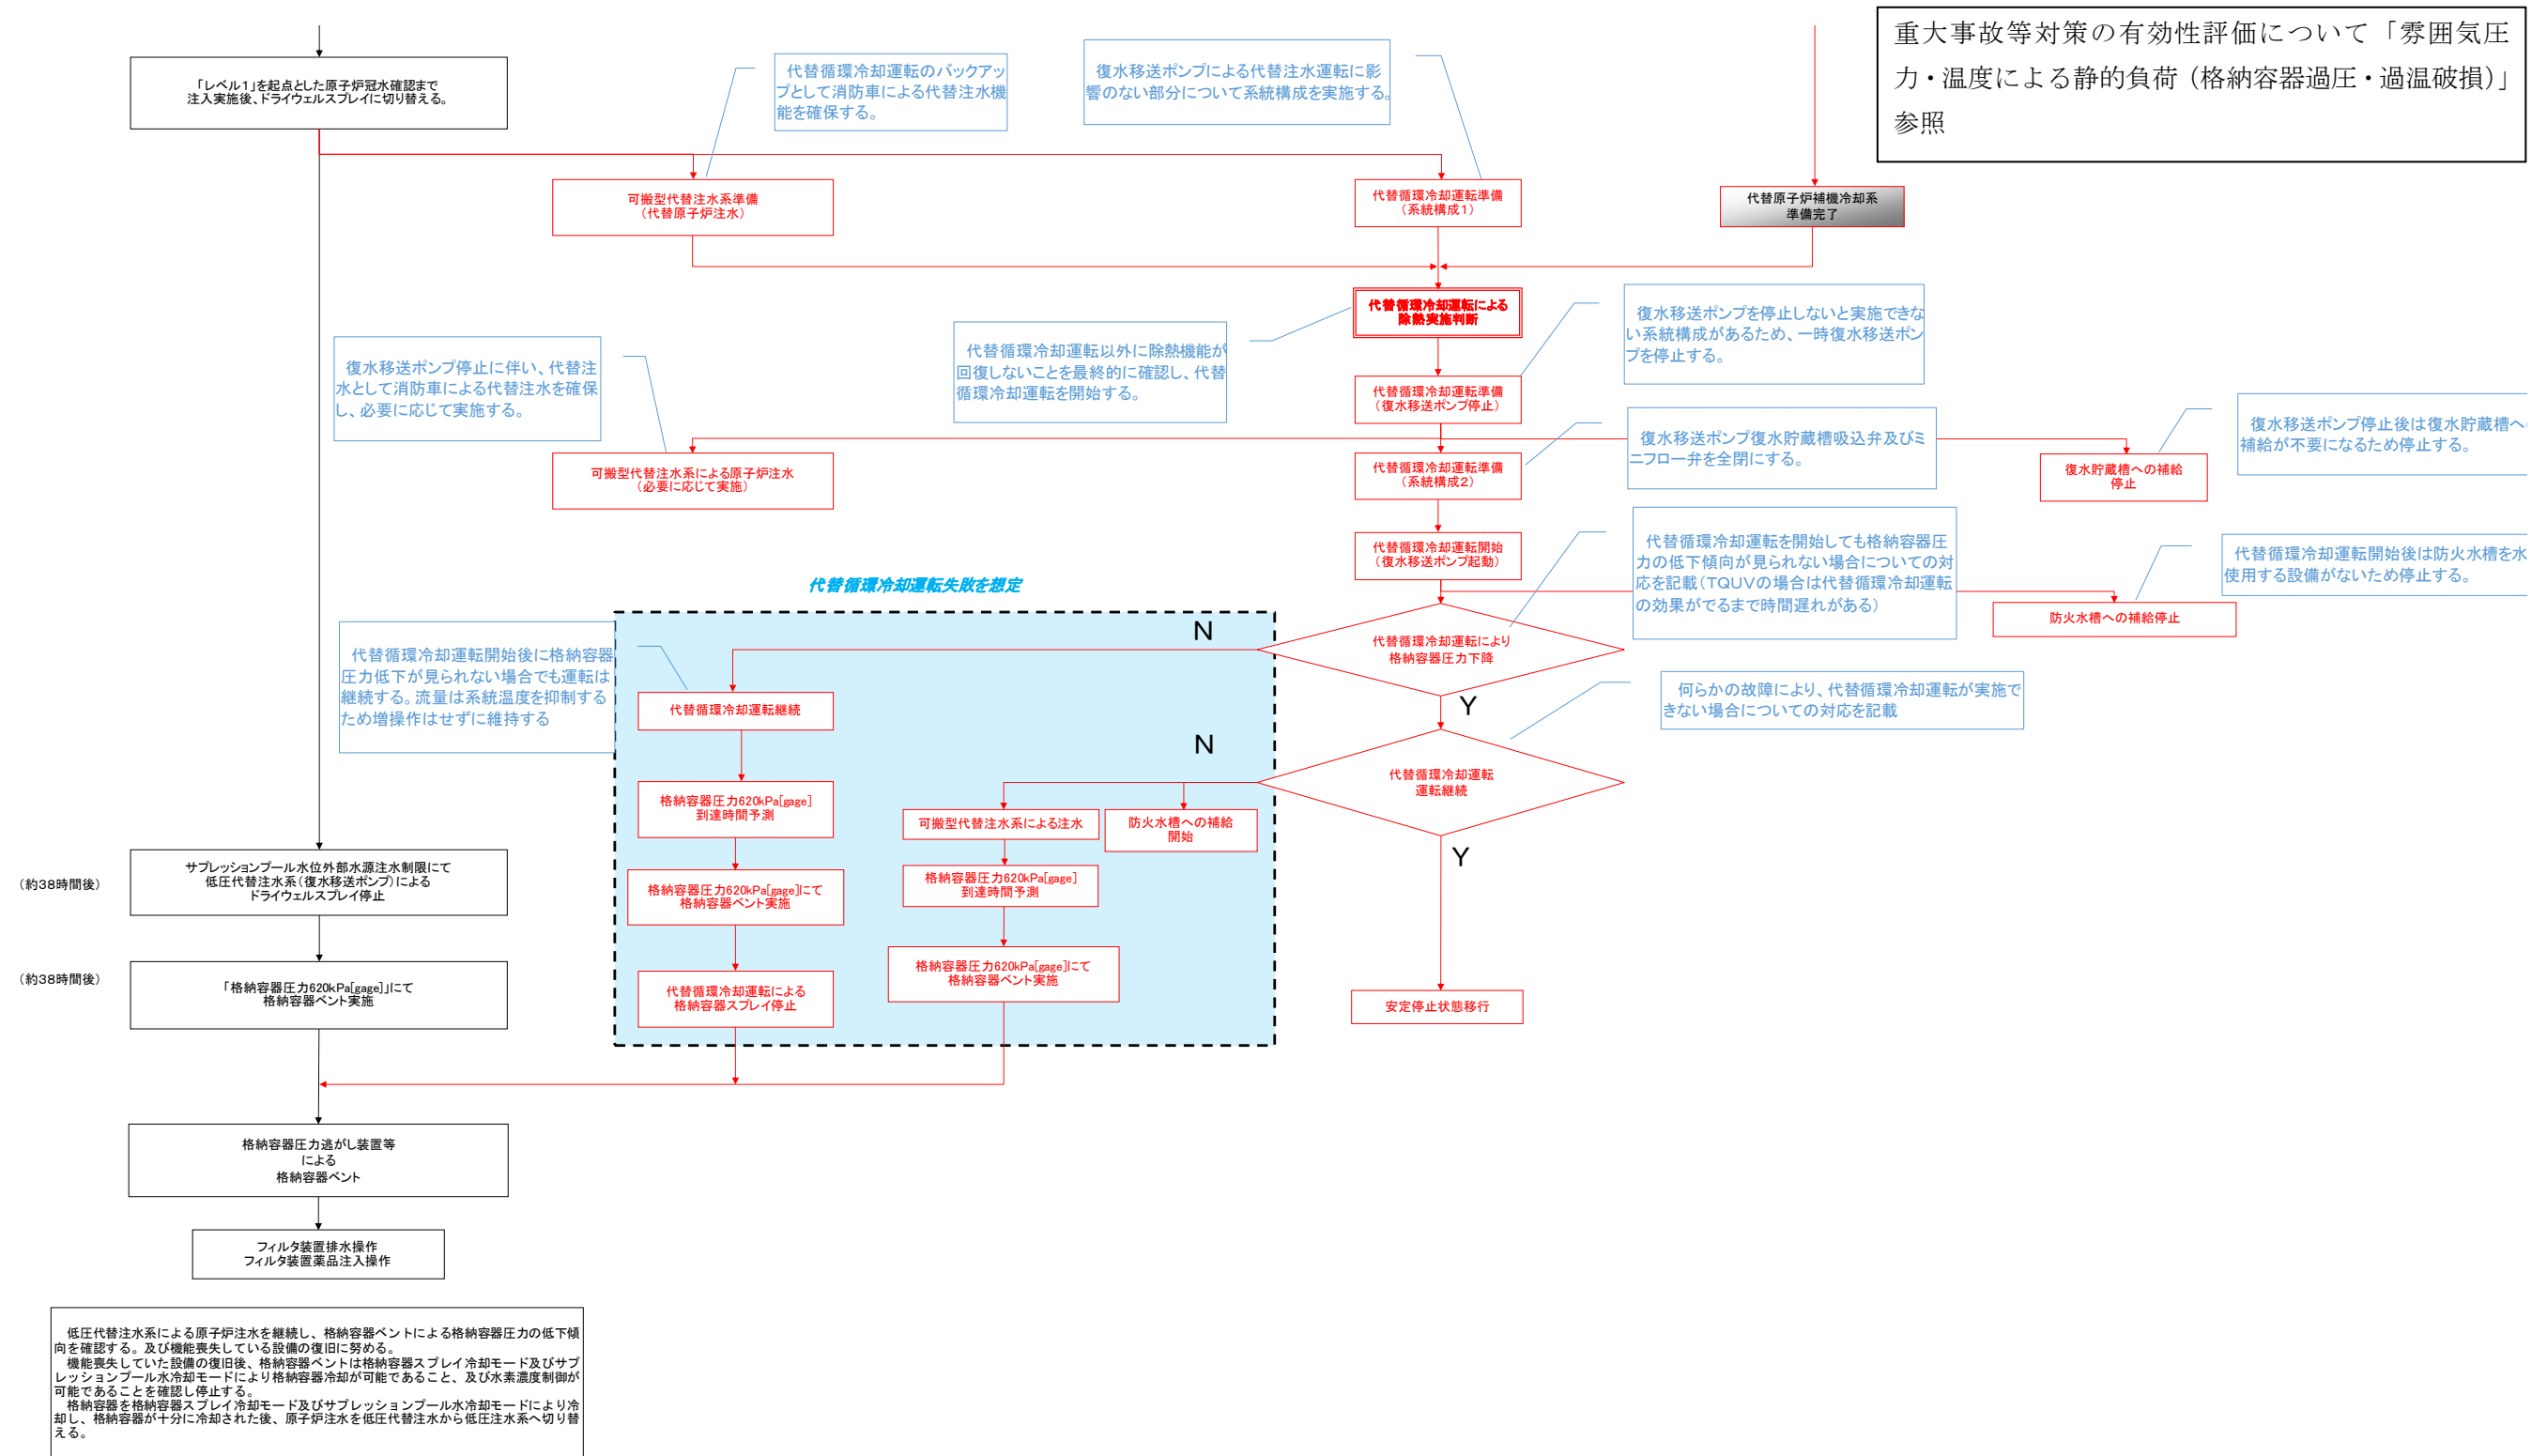 重大事故等対策の有効性評価について「雰囲気圧
力・温度による静的負荷（格納容器過圧・過温破損）」
参照
「レベル1」を起点とした原子炉冠水確認まで
注入実施後、ドライウェルスプレイに切り替える。
代替循環冷却運転のバックアッ
プとして消防車による代替注水機
能を確保する。
復水移送ポンプによる代替注水運転に影
響のない部分について系統構成を実施する。
可搬型代替注水系準備
（代替原子炉注水）
代替循環冷却運転準備
（系統構成1）
代替原子炉補機冷却系
準備完了
代替循環冷却運転による
除熱実施判断
復水移送ポンプを停止しないと実施できな
い系統構成があるため、一時復水移送ポン
プを停止する。
代替循環冷却運転以外に除熱機能が
回復しないことを最終的に確認し、代替
循環冷却運転を開始する。
復水移送ポンプ停止に伴い、代替注
水として消防車による代替注水を確保
し、必要に応じて実施する。
代替循環冷却運転準備
（復水移送ポンプ停止）
復水移送ポンプ復水貯蔵槽吸込弁及びミ
ニフロー弁を全閉にする。
復水移送ポンプ停止後は復水貯蔵槽へ
補給が不要になるため停止する。
可搬型代替注水系による原子炉注水
（必要に応じて実施）
代替循環冷却運転準備
（系統構成2）
復水貯蔵槽への補給
停止
代替循環冷却運転開始
（復水移送ポンプ起動）
代替循環冷却運転を開始しても格納容器圧
力の低下傾向が見られない場合についての対
応を記載（TQUVの場合は代替循環冷却運転
の効果がでるまで時間遅れがある）
代替循環冷却運転開始後は防火水槽を水
使用する設備がないため停止する。
防火水槽への補給停止
代替循環冷却運転失敗を想定
代替循環冷却運転開始後に格納容器
圧力低下が見られない場合でも運転は
継続する。流量は系統温度を抑制する
ため増操作はせずに維持する
N
代替循環冷却運転により
格納容器圧力下降
Y
何らかの故障により、代替循環冷却運転が実施で
きない場合についての対応を記載
代替循環冷却運転継続
N
代替循環冷却運転
運転継続
Y
格納容器圧力620kPa[gage]
到達時間予測
可搬型代替注水系による注水
防火水槽への補給
開始
（約38時間後）
サプレッションプール水位外部水源注水制限にて
低圧代替注水系（復水移送ポンプ）による
ドライウェルスプレイ停止
格納容器圧力620kPa[gage]にて
格納容器ベント実施
格納容器圧力620kPa[gage]
到達時間予測
（約38時間後）
「格納容器圧力620kPa[gage]」にて
格納容器ベント実施
代替循環冷却運転による
格納容器スプレイ停止
格納容器圧力620kPa[gage]にて
格納容器ベント実施
安定停止状態移行
格納容器圧力逃がし装置等
による
格納容器ベント
フィルタ装置排水操作
フィルタ装置薬品注入操作
低圧代替注水系による原子炉注水を継続し、格納容器ベントによる格納容器圧力の低下傾
向を確認する。及び機能喪失している設備の復旧に努める。
機能喪失していた設備の復旧後、格納容器ベントは格納容器スプレイ冷却モード及びサプ
レッションプール水冷却モードにより格納容器冷却が可能であること、及び水素濃度制御が
可能であることを確認し停止する。
格納容器を格納容器スプレイ冷却モード及びサプレッションプール水冷却モードにより冷
却し、格納容器が十分に冷却された後、原子炉注水を低圧代替注水から低圧注水系へ切り替
える。